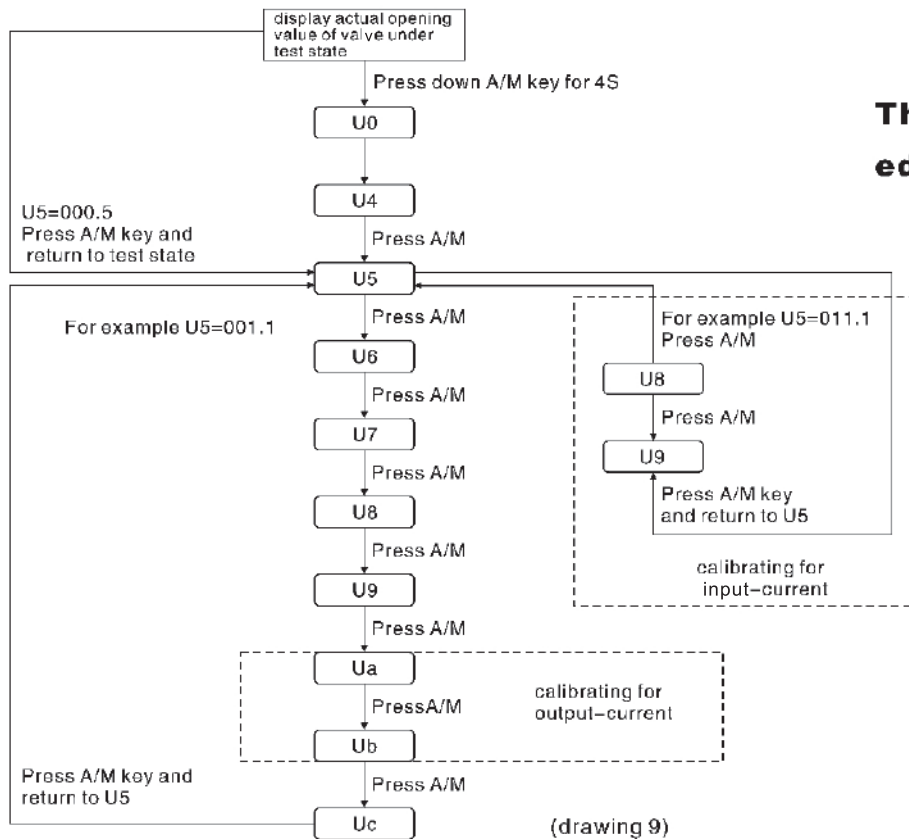 display actual opening
value of valve under
test state
Press down A/M key for 4S
U0
U4
U5=000.5
Press A/M key and
return to test state
Press A/M
U5
For example U5=001.1
Press A/M
U6
Press A/M
U7
Press A/M
U8
Press A/M
U9
Press A/M
Ua
PressA/M
Ub
calibrating for
output-current
Press A/M key and
return to U5
Press A/M
Uc
For example U5=011.1
Press A/M
U8
Press A/M
U9
Press A/M key
and return to U5
calibrating for
input-current
(drawing 9)